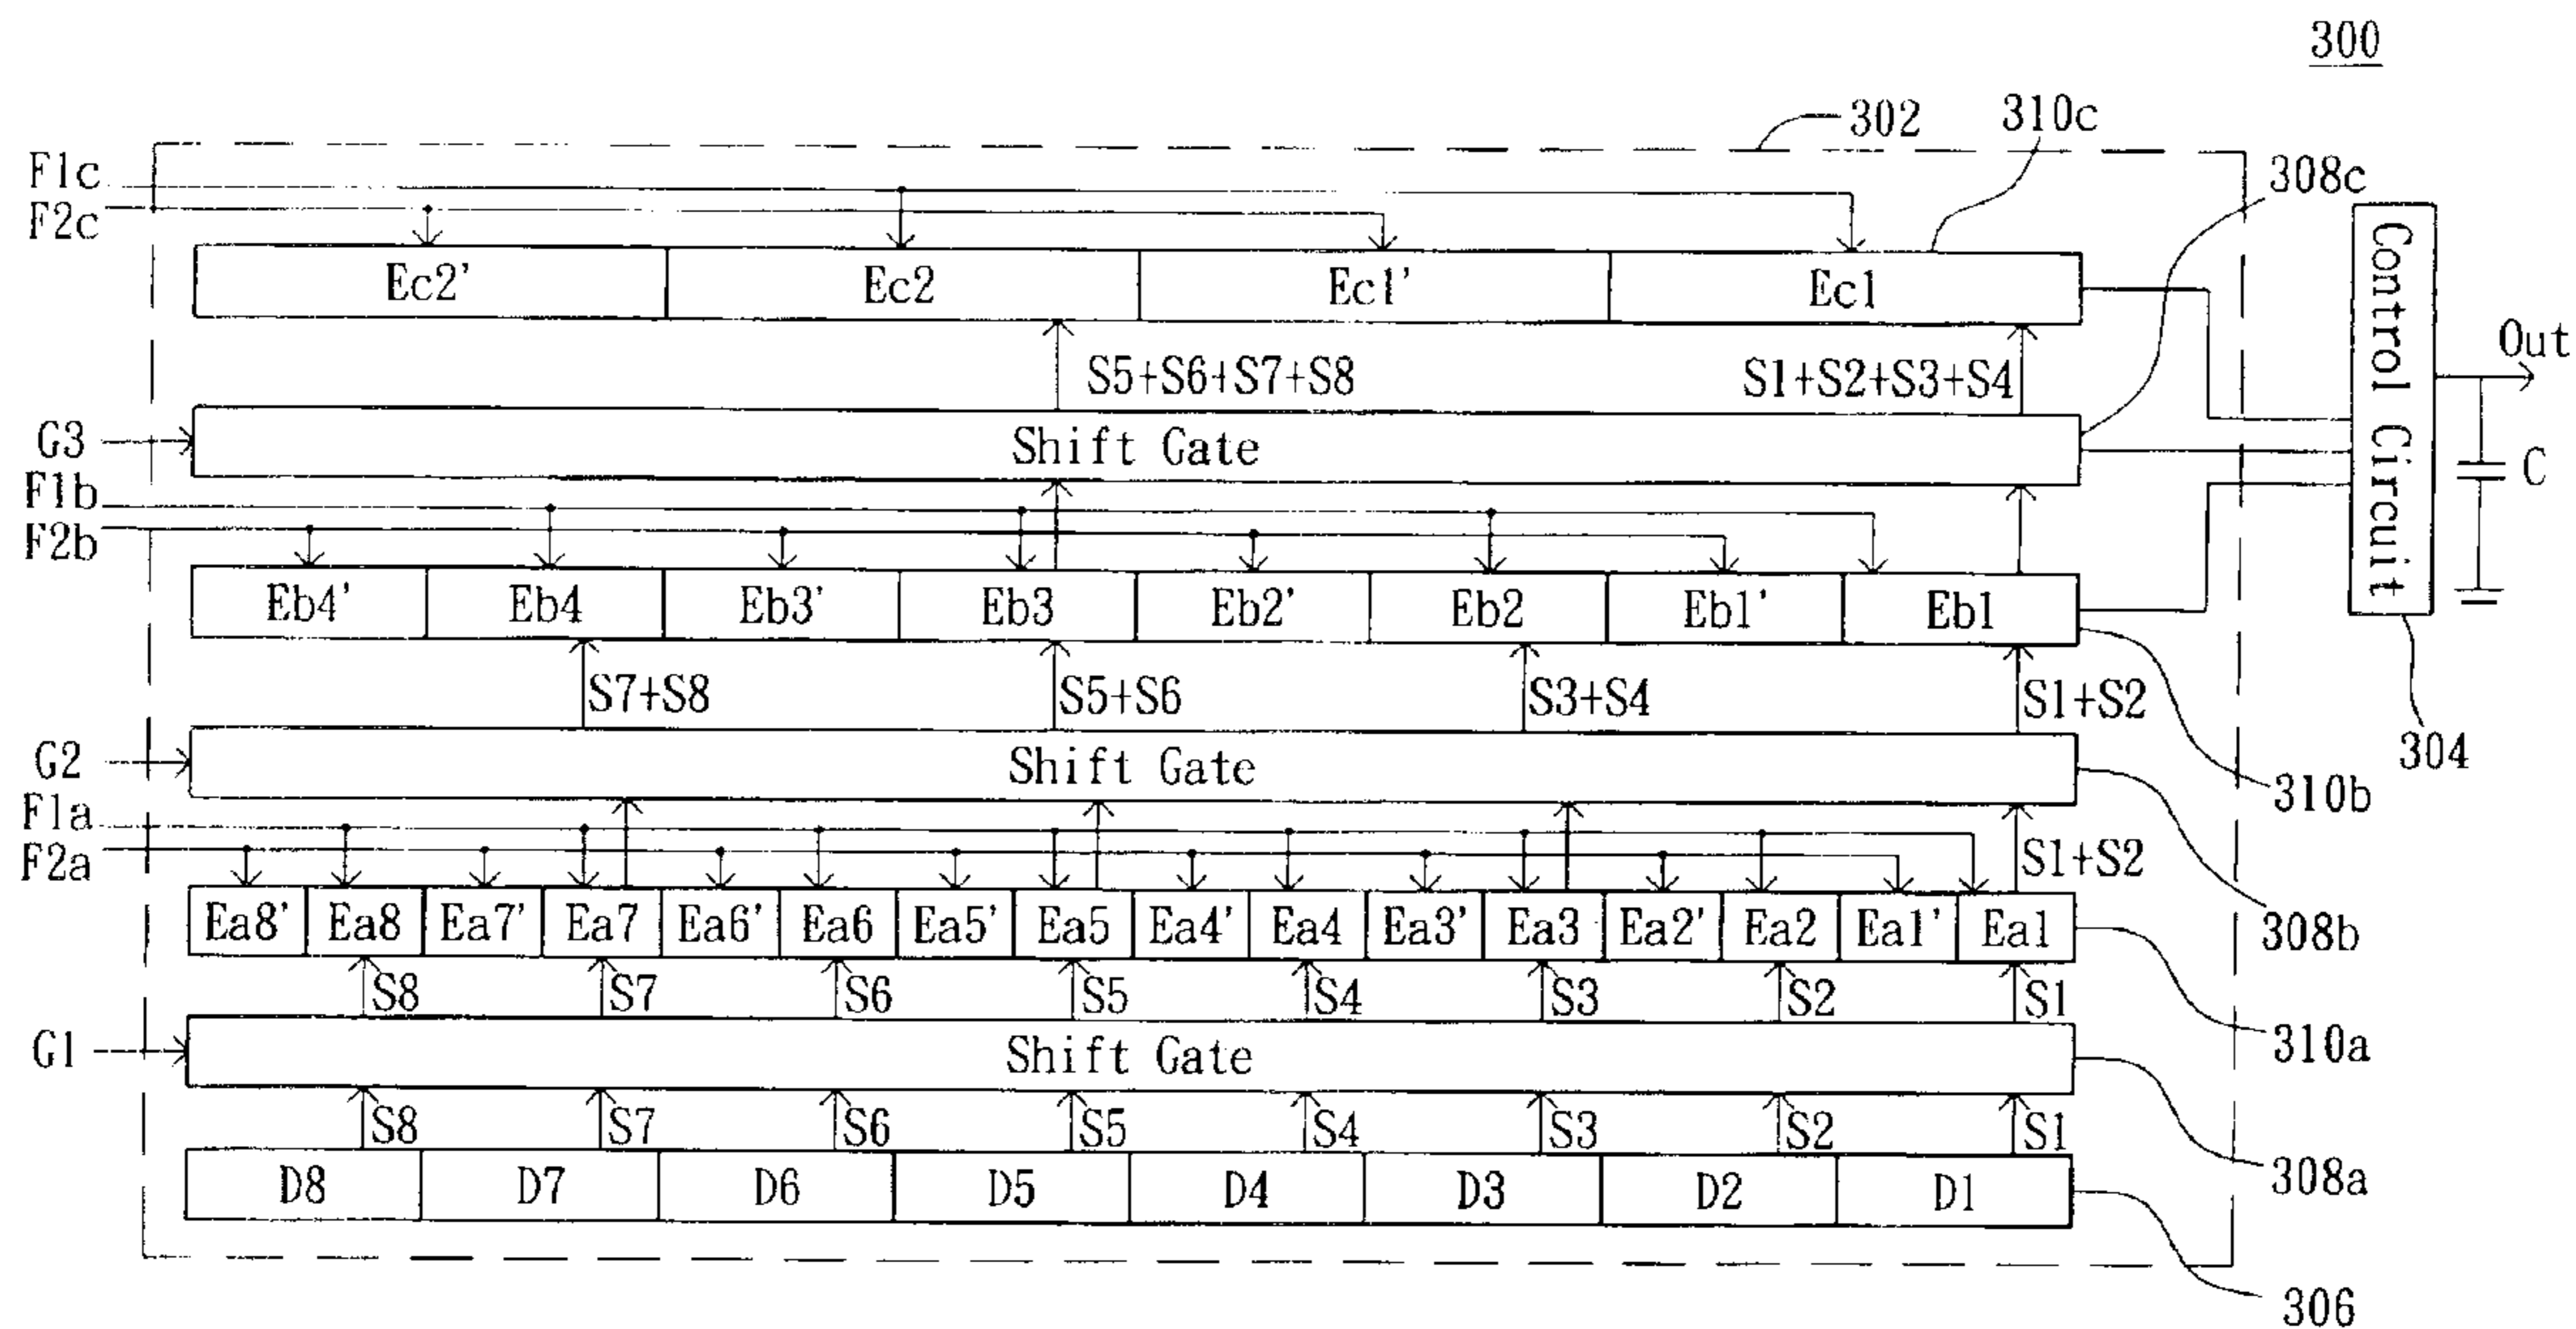 300
302
310c
F1c
F2c
308c
Ec2' Ec2 Ec1' Ec1
Control Circuit
Out
C
S5+S6+S7+S8 S1+S2+S3+S4
G3 Shift Gate
F1b
F2b
Eb4' Eb4 Eb3' Eb3 Eb2' Eb2 Eb1' Eb1
S7+S8 S5+S6 S3+S4 S1+S2
304
G2 Shift Gate
310b
F1a
F2a
S1+S2
Ea8' Ea8 Ea7' Ea7 Ea6' Ea6 Ea5' Ea5 Ea4' Ea4 Ea3' Ea3 Ea2' Ea2 Ea1' Ea1
308b
S8 S7 S6 S5 S4 S3 S2 S1
G1 Shift Gate
310a
S8 S7 S6 S5 S4 S3 S2 S1
D8 D7 D6 D5 D4 D3 D2 D1
308a
306